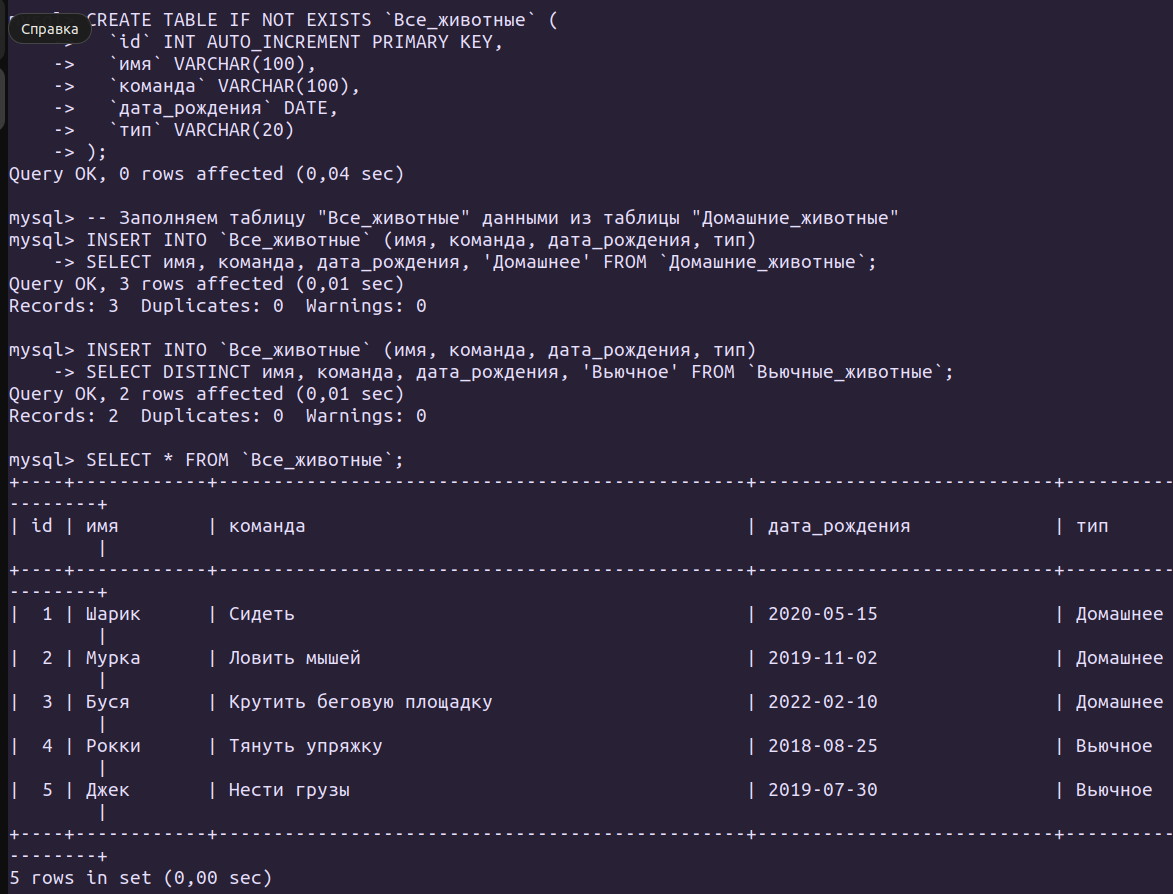 CREATE TABLE IF NOT EXISTS `Все_животные` (
Справка
-> `id` INT AUTO_INCREMENT PRIMARY KEY,
-> `имя` VARCHAR(100),
-> `команда` VARCHAR(100),
-> `дата_рождения` DATE,
-> `тип` VARCHAR(20)
-> );
Query OK, 0 rows affected (0,04 sec)
mysql> -- Заполняем таблицу "Все_животные" данными из таблицы "Домашние_животные"
mysql> INSERT INTO `Все_животные` (имя, команда, дата_рождения, тип)
-> SELECT имя, команда, дата_рождения, 'Домашнее' FROM `Домашние_животные`;
Query OK, 3 rows affected (0,01 sec)
Records: 3  Duplicates: 0  Warnings: 0
mysql> INSERT INTO `Все_животные` (имя, команда, дата_рождения, тип)
-> SELECT DISTINCT имя, команда, дата_рождения, 'Вьючное' FROM `Вьючные_животные`;
Query OK, 2 rows affected (0,01 sec)
Records: 2  Duplicates: 0  Warnings: 0
mysql> SELECT * FROM `Все_животные`;
+----+------------+------------------------------------------------+---------------------------+----------
--------+
| id | имя        | команда                                        | дата_рождения             | тип
|
+----+------------+------------------------------------------------+---------------------------+----------
--------+
|  1 | Шарик      | Сидеть                                         | 2020-05-15                | Домашнее
|
|  2 | Мурка      | Ловить мышей                                   | 2019-11-02                | Домашнее
|
|  3 | Буся       | Крутить беговую площадку                       | 2022-02-10                | Домашнее
|
|  4 | Рокки      | Тянуть упряжку                                 | 2018-08-25                | Вьючное
|
|  5 | Джек       | Нести грузы                                    | 2019-07-30                | Вьючное
|
+----+------------+------------------------------------------------+---------------------------+----------
--------+
5 rows in set (0,00 sec)